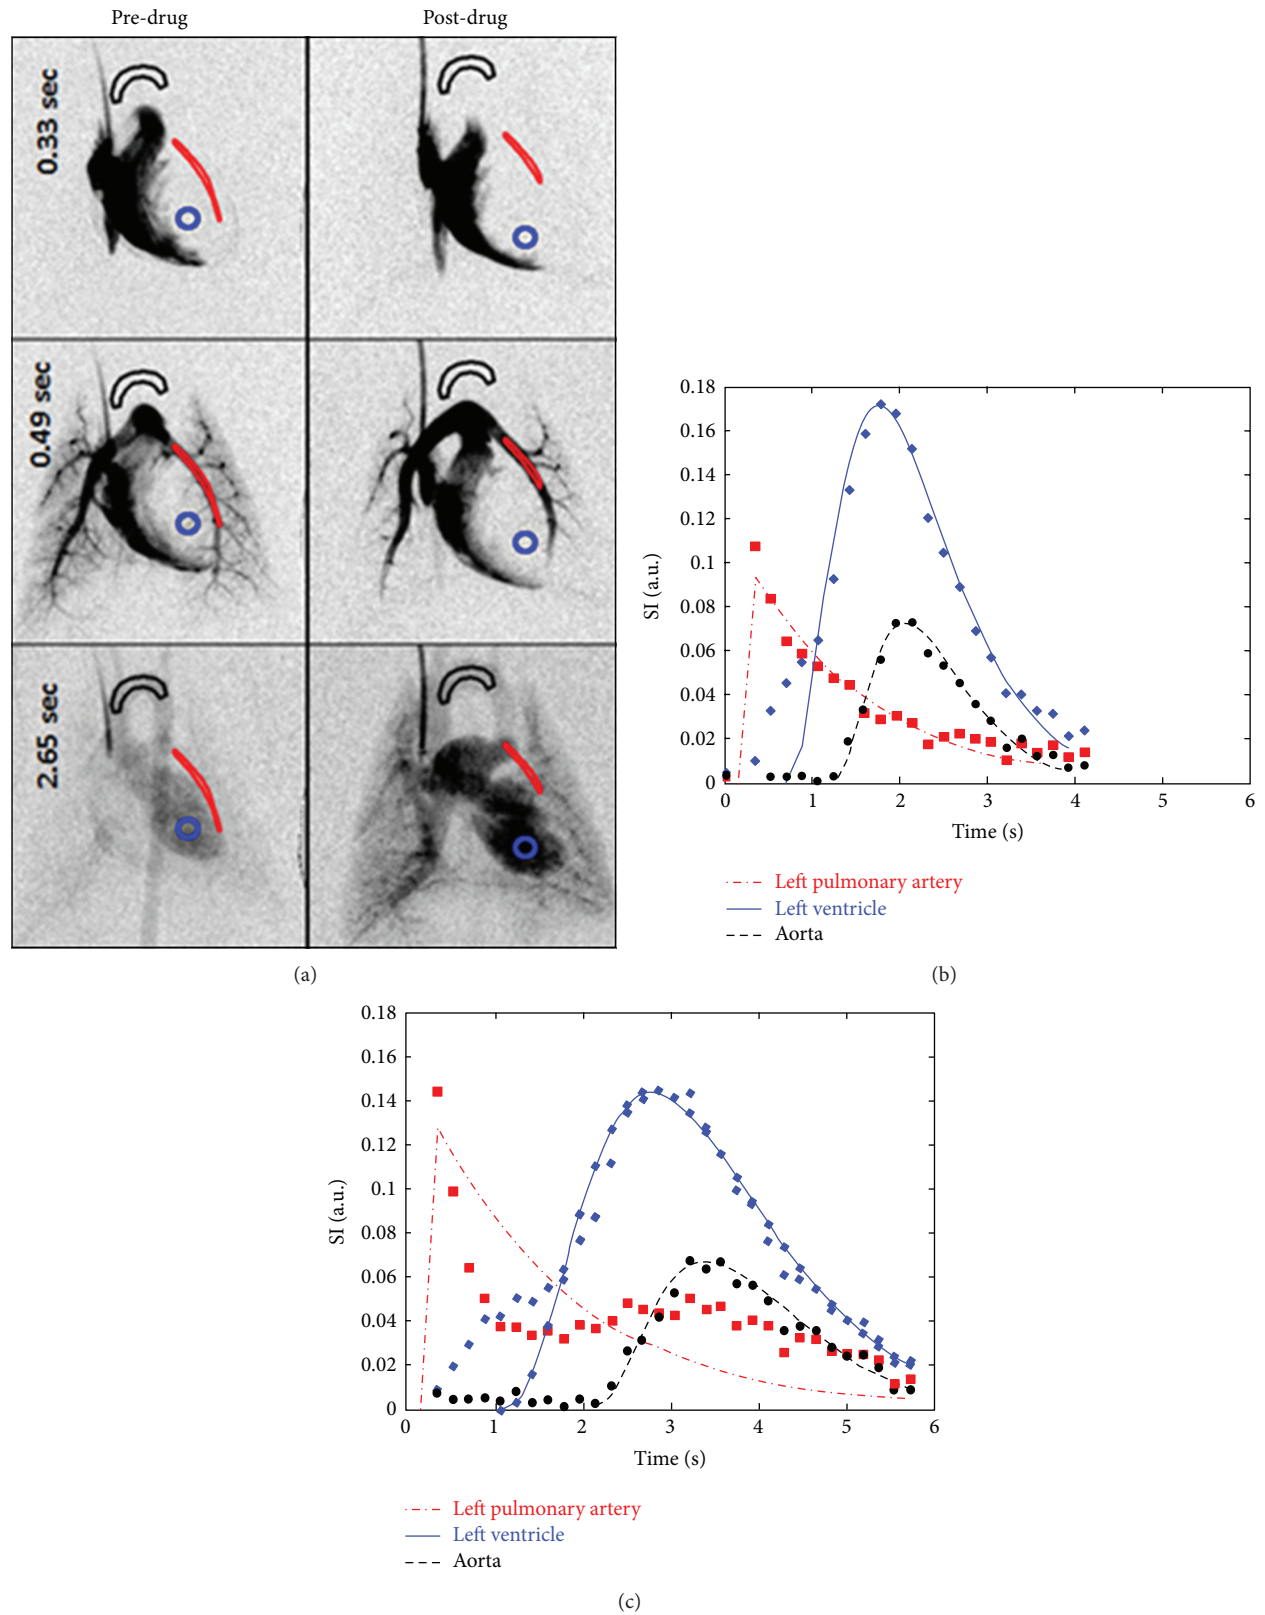 Pre-drug
Post-drug
0.33 sec
0.49 sec
2.65 sec
(a)
0.18
0.16
0.14
0.12
0.1
0.08
0.06
0.04
0.02
0
SI (a.u.)
0 1 2 3 4 5 6
Time (s)
Left pulmonary artery
Left ventricle
Aorta
(b)
0.18
0.16
0.14
0.12
0.1
0.08
0.06
0.04
0.02
0
SI (a.u.)
0 1 2 3 4 5 6
Time (s)
Left pulmonary artery
Left ventricle
Aorta
(c)